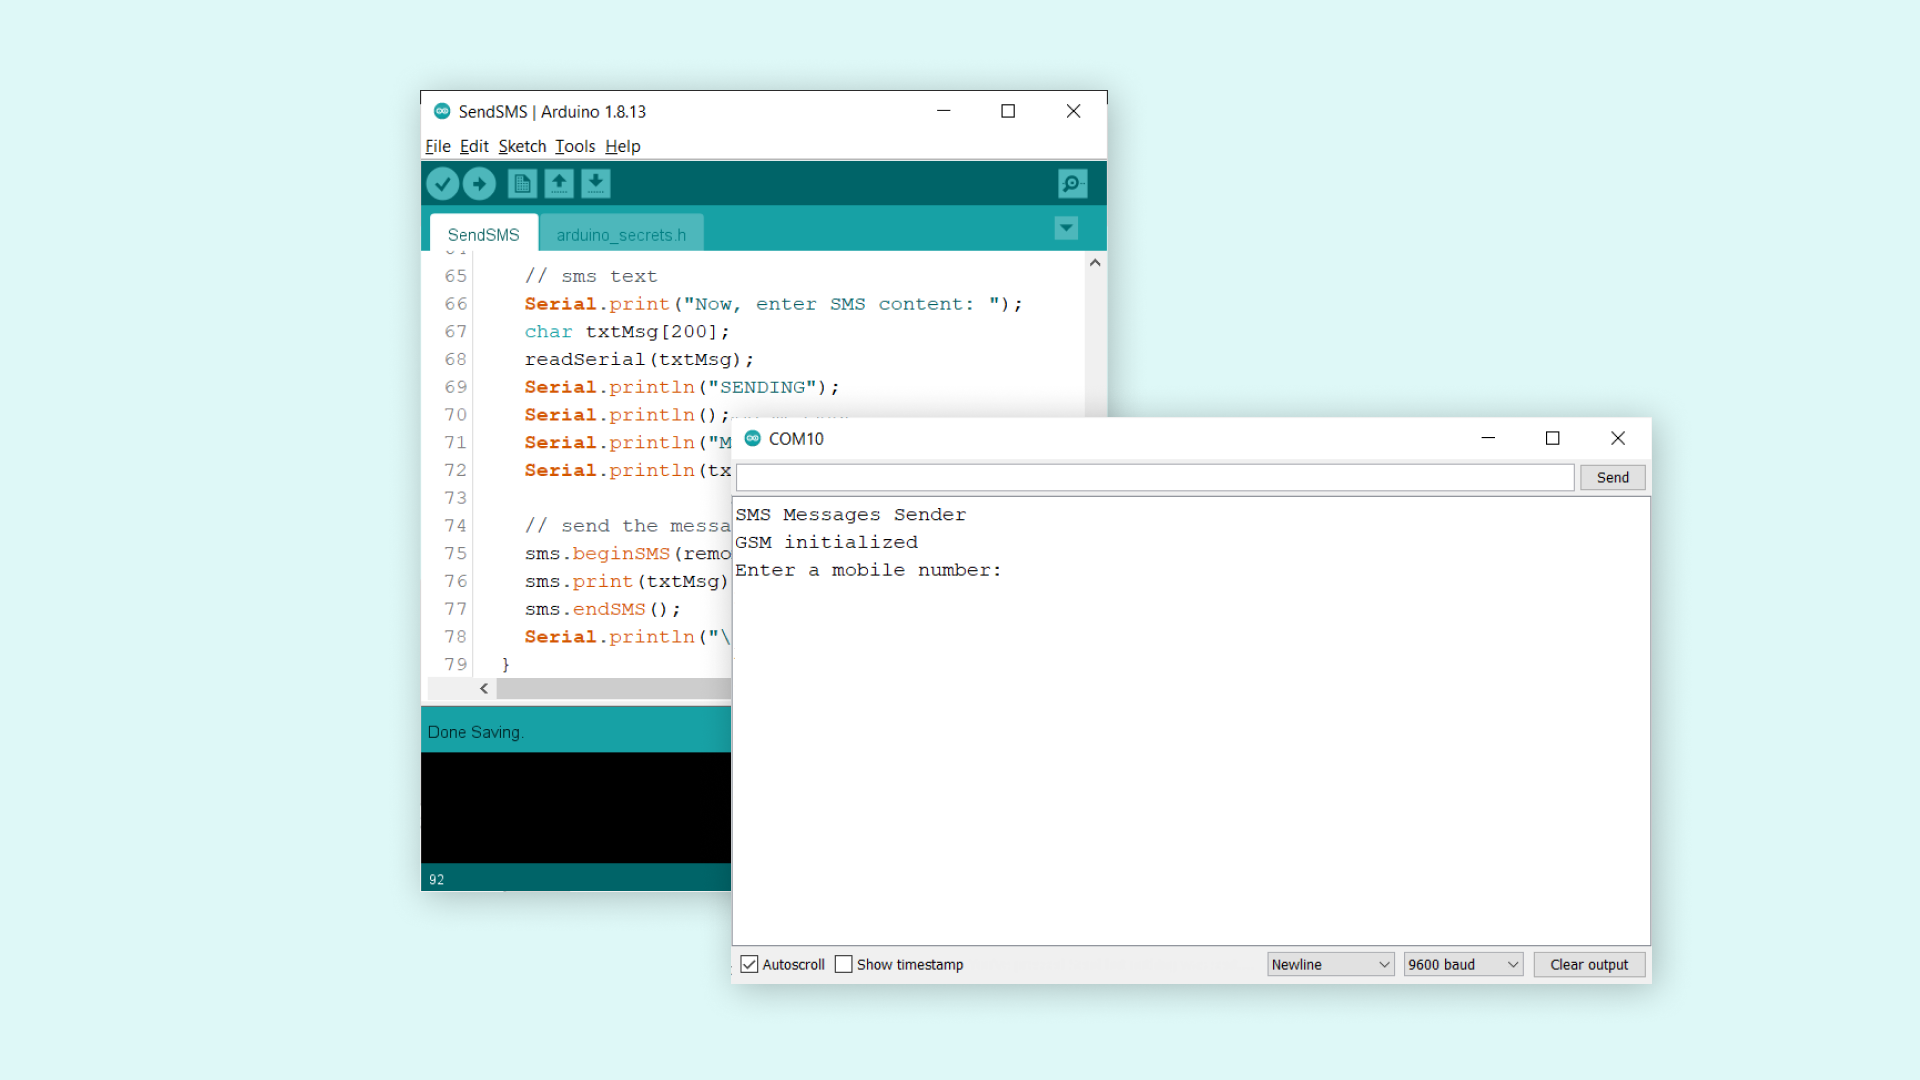 SendSMS | Arduino 1.8.13
File Edit Sketch Tools Help
SendSMS arduino_secrets.h
65 // sms text
66 Serial.print("Now, enter SMS content: ");
67 char txtMsg[200];
68 readSerial(txtMsg);
69 Serial.println("SENDING");
70 Serial.println();
71 Serial.println("M
72 Serial.println(tx
73
74 // send the messa
75 sms.beginSMS(remo
76 sms.print(txtMsg)
77 sms.endSMS();
78 Serial.println("\
79 }
Done Saving.
92
COM10
Send
SMS Messages Sender
GSM initialized
Enter a mobile number:
Autoscroll Show timestamp Newline 9600 baud Clear output